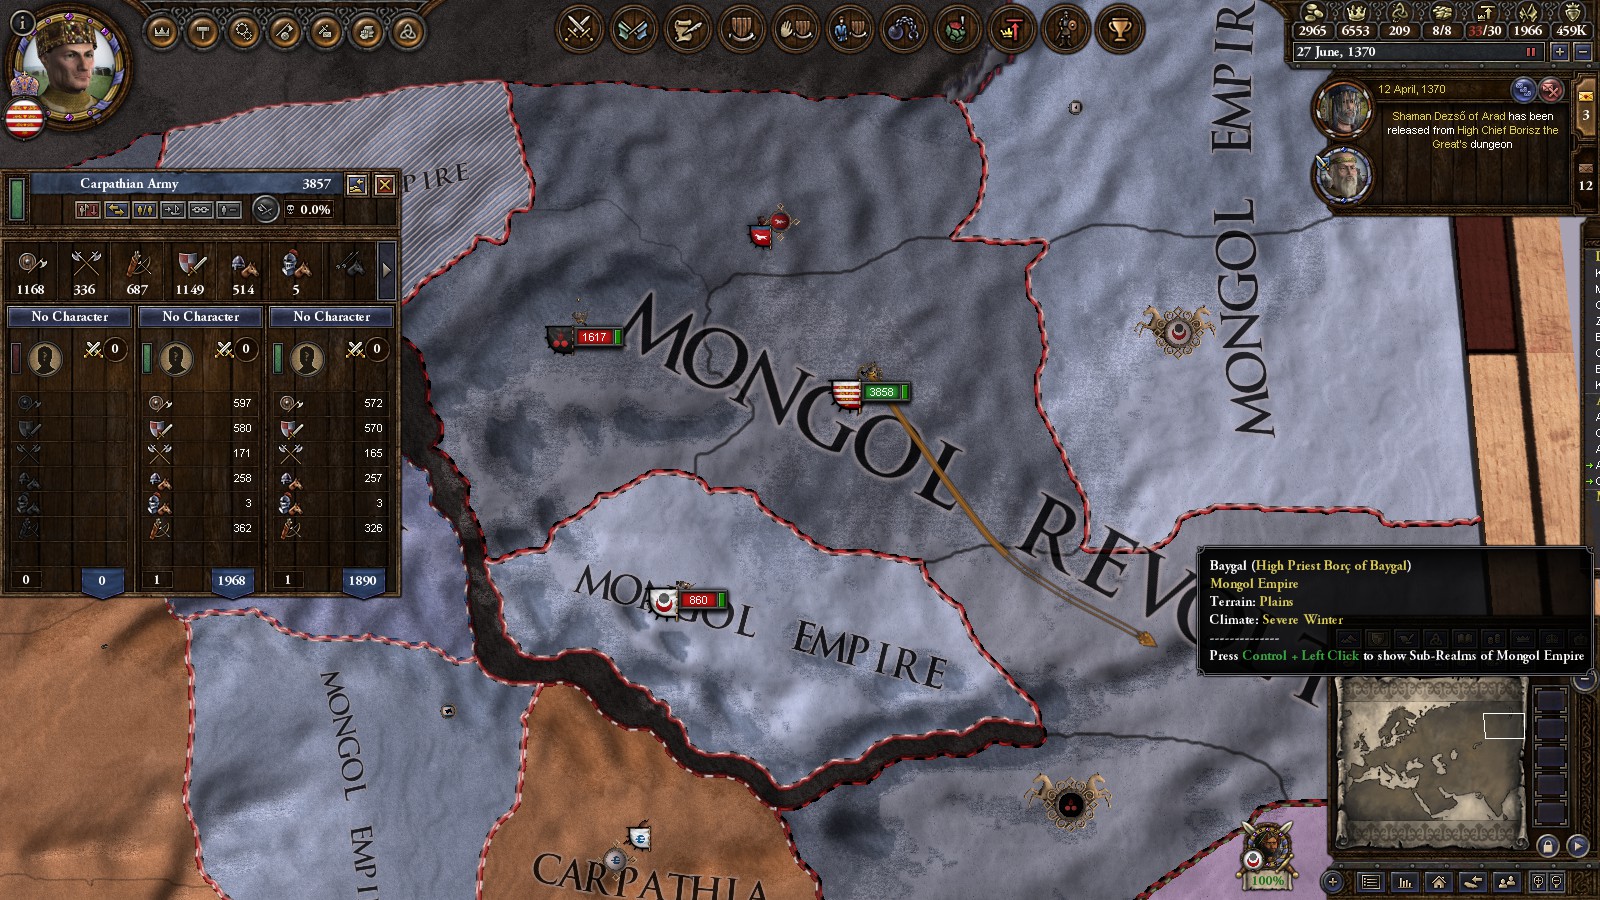 2965 6553 209 8/8 33/30 1966 459K
27 June, 1370
12 April, 1370
Shaman Dezső of Arad has been
released from High Chief Borisz the
Great's dungeon
3
12
Carpathian Army 3857
0.0%
1168 336 687 1149 514 5
No Character No Character No Character
0 0 0
597 572
580 570
171 165
258 257
3 3
362 326
0 0 1 1968 1 1890
PIRE
MONGOL EMPIR
1617
3858
860
MONGOL REVO
MONGOL EMPIRE
MONGOL EMPI
CARPATHIA
Baygal (High Priest Borç of Baygal)
Mongol Empire
Terrain: Plains
Climate: Severe Winter
--------------
Press Control + Left Click to show Sub-Realms of Mongol Empire
100%